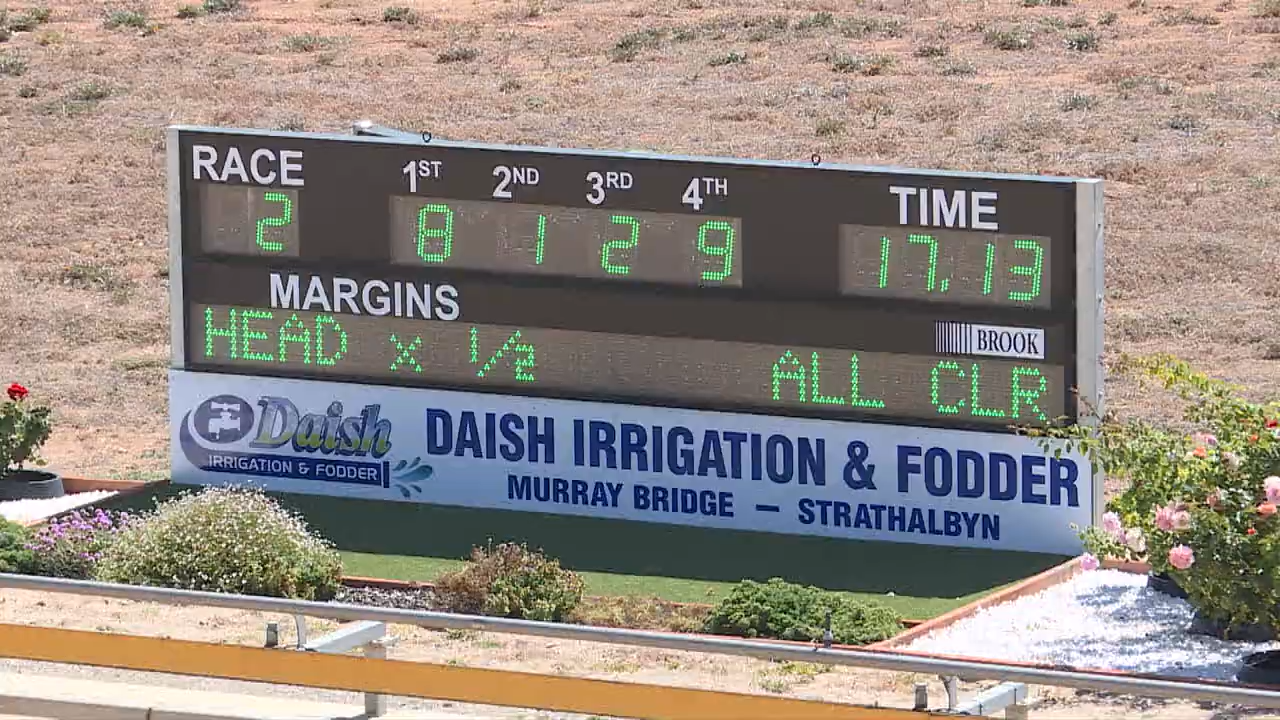 RACE 1ST 2ND 3RD 4TH TIME
2 8 1 2 9 17.13
MARGINS
BROOK
HEAD x 1/2 ALL CLR
Daish
IRRIGATION & FODDER
DAISH IRRIGATION & FODDER
MURRAY BRIDGE – STRATHALBYN